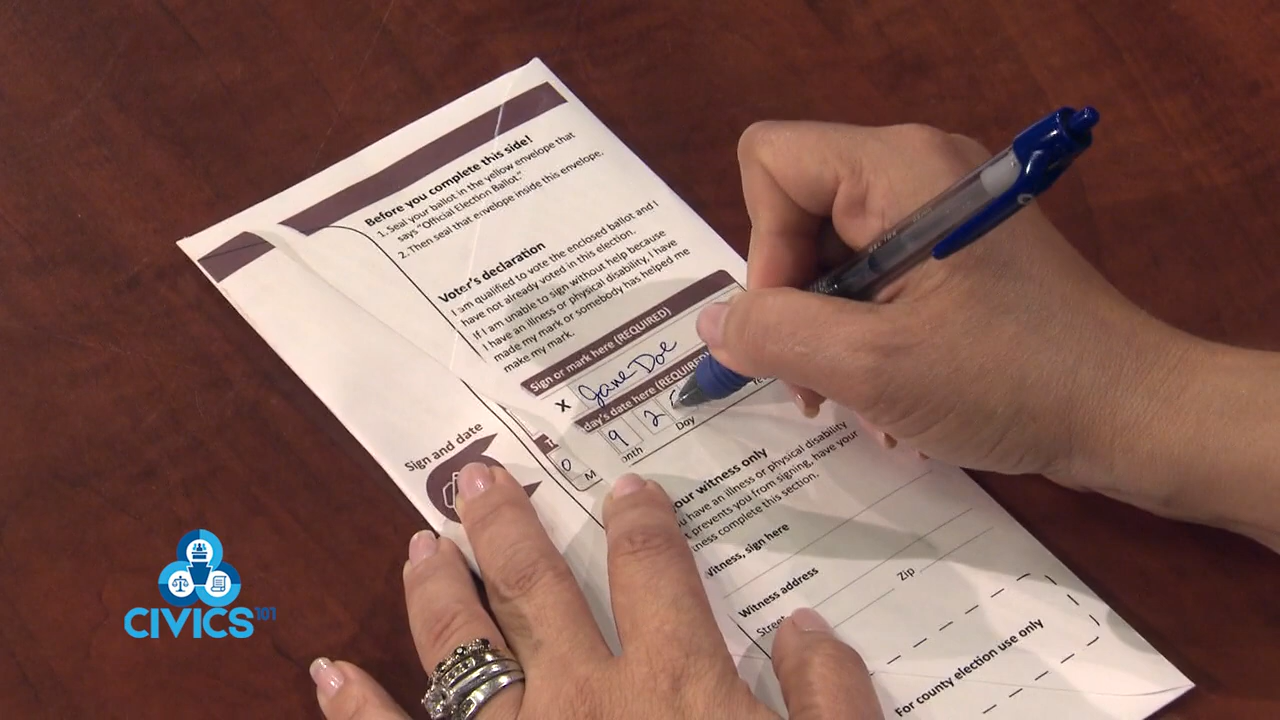 Before you complete this side!
1. Seal your ballot in the yellow envelope that
says "Official Election Ballot."
2. Then seal that envelope inside this envelope.
Voter's declaration
I am qualified to vote the enclosed ballot and I
have not already voted in this election.
If I am unable to sign without help because
I have an illness or physical disability, I have
made my mark or somebody has helped me
make my mark.
Sign or mark here (REQUIRED)
X Jane Doe
day's date here (REQUIRED)
0 9 2
M onth Day
Sign and date
our witness only
have an illness or physical disability
prevents you from signing, have your
complete this section.
Witness, sign here
Witness address
Street
Zip
For county election use only
CIVICS 101